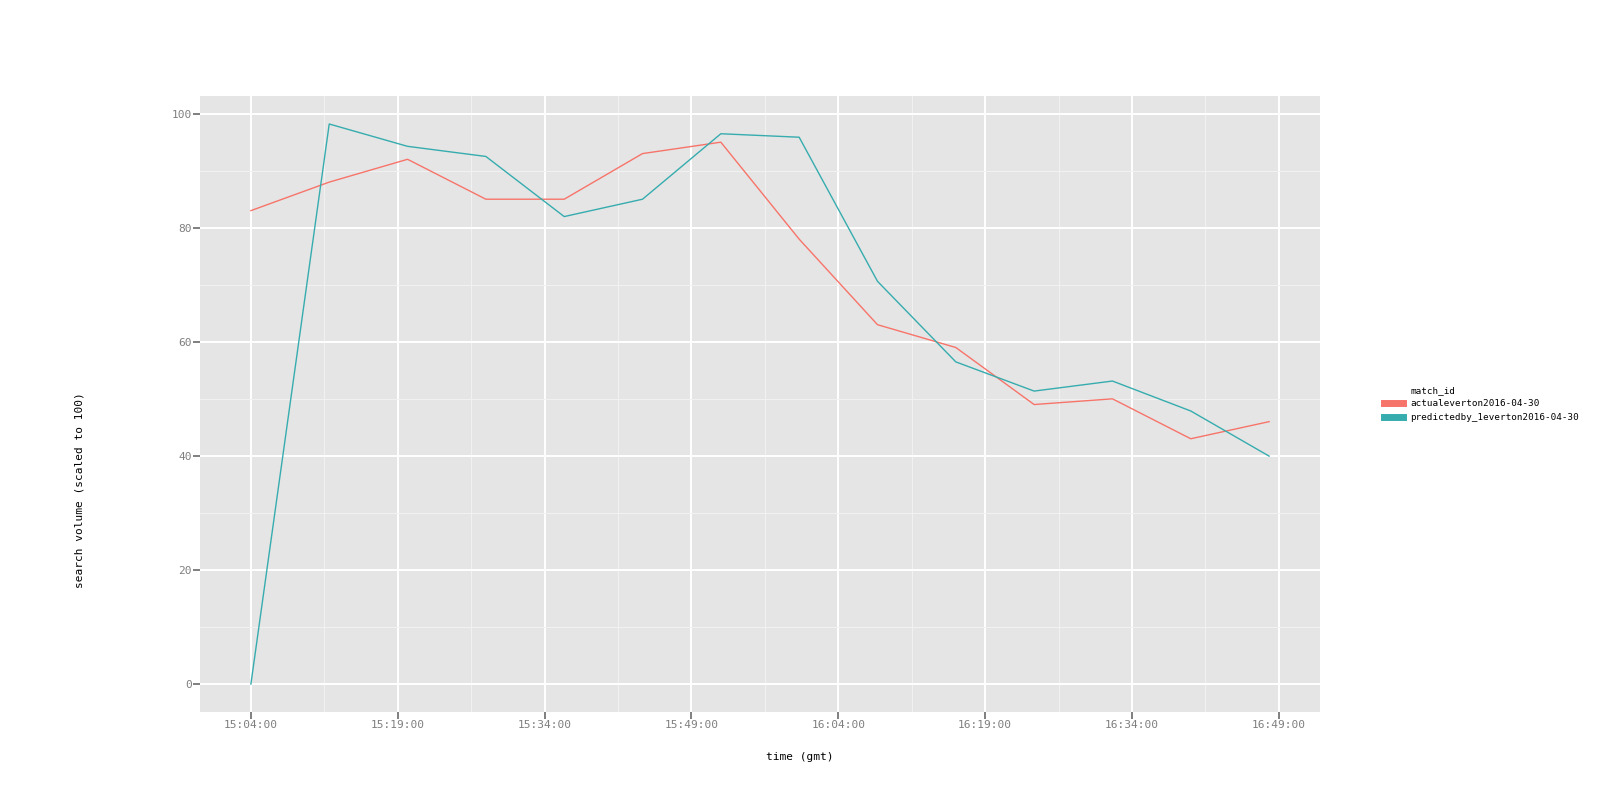 100
80
60
40
20
0
search volume (scaled to 100)
15:04:00 15:19:00 15:34:00 15:49:00 16:04:00 16:19:00 16:34:00 16:49:00
time (gmt)
match_id
actualeverton2016-04-30
predictedby_1everton2016-04-30